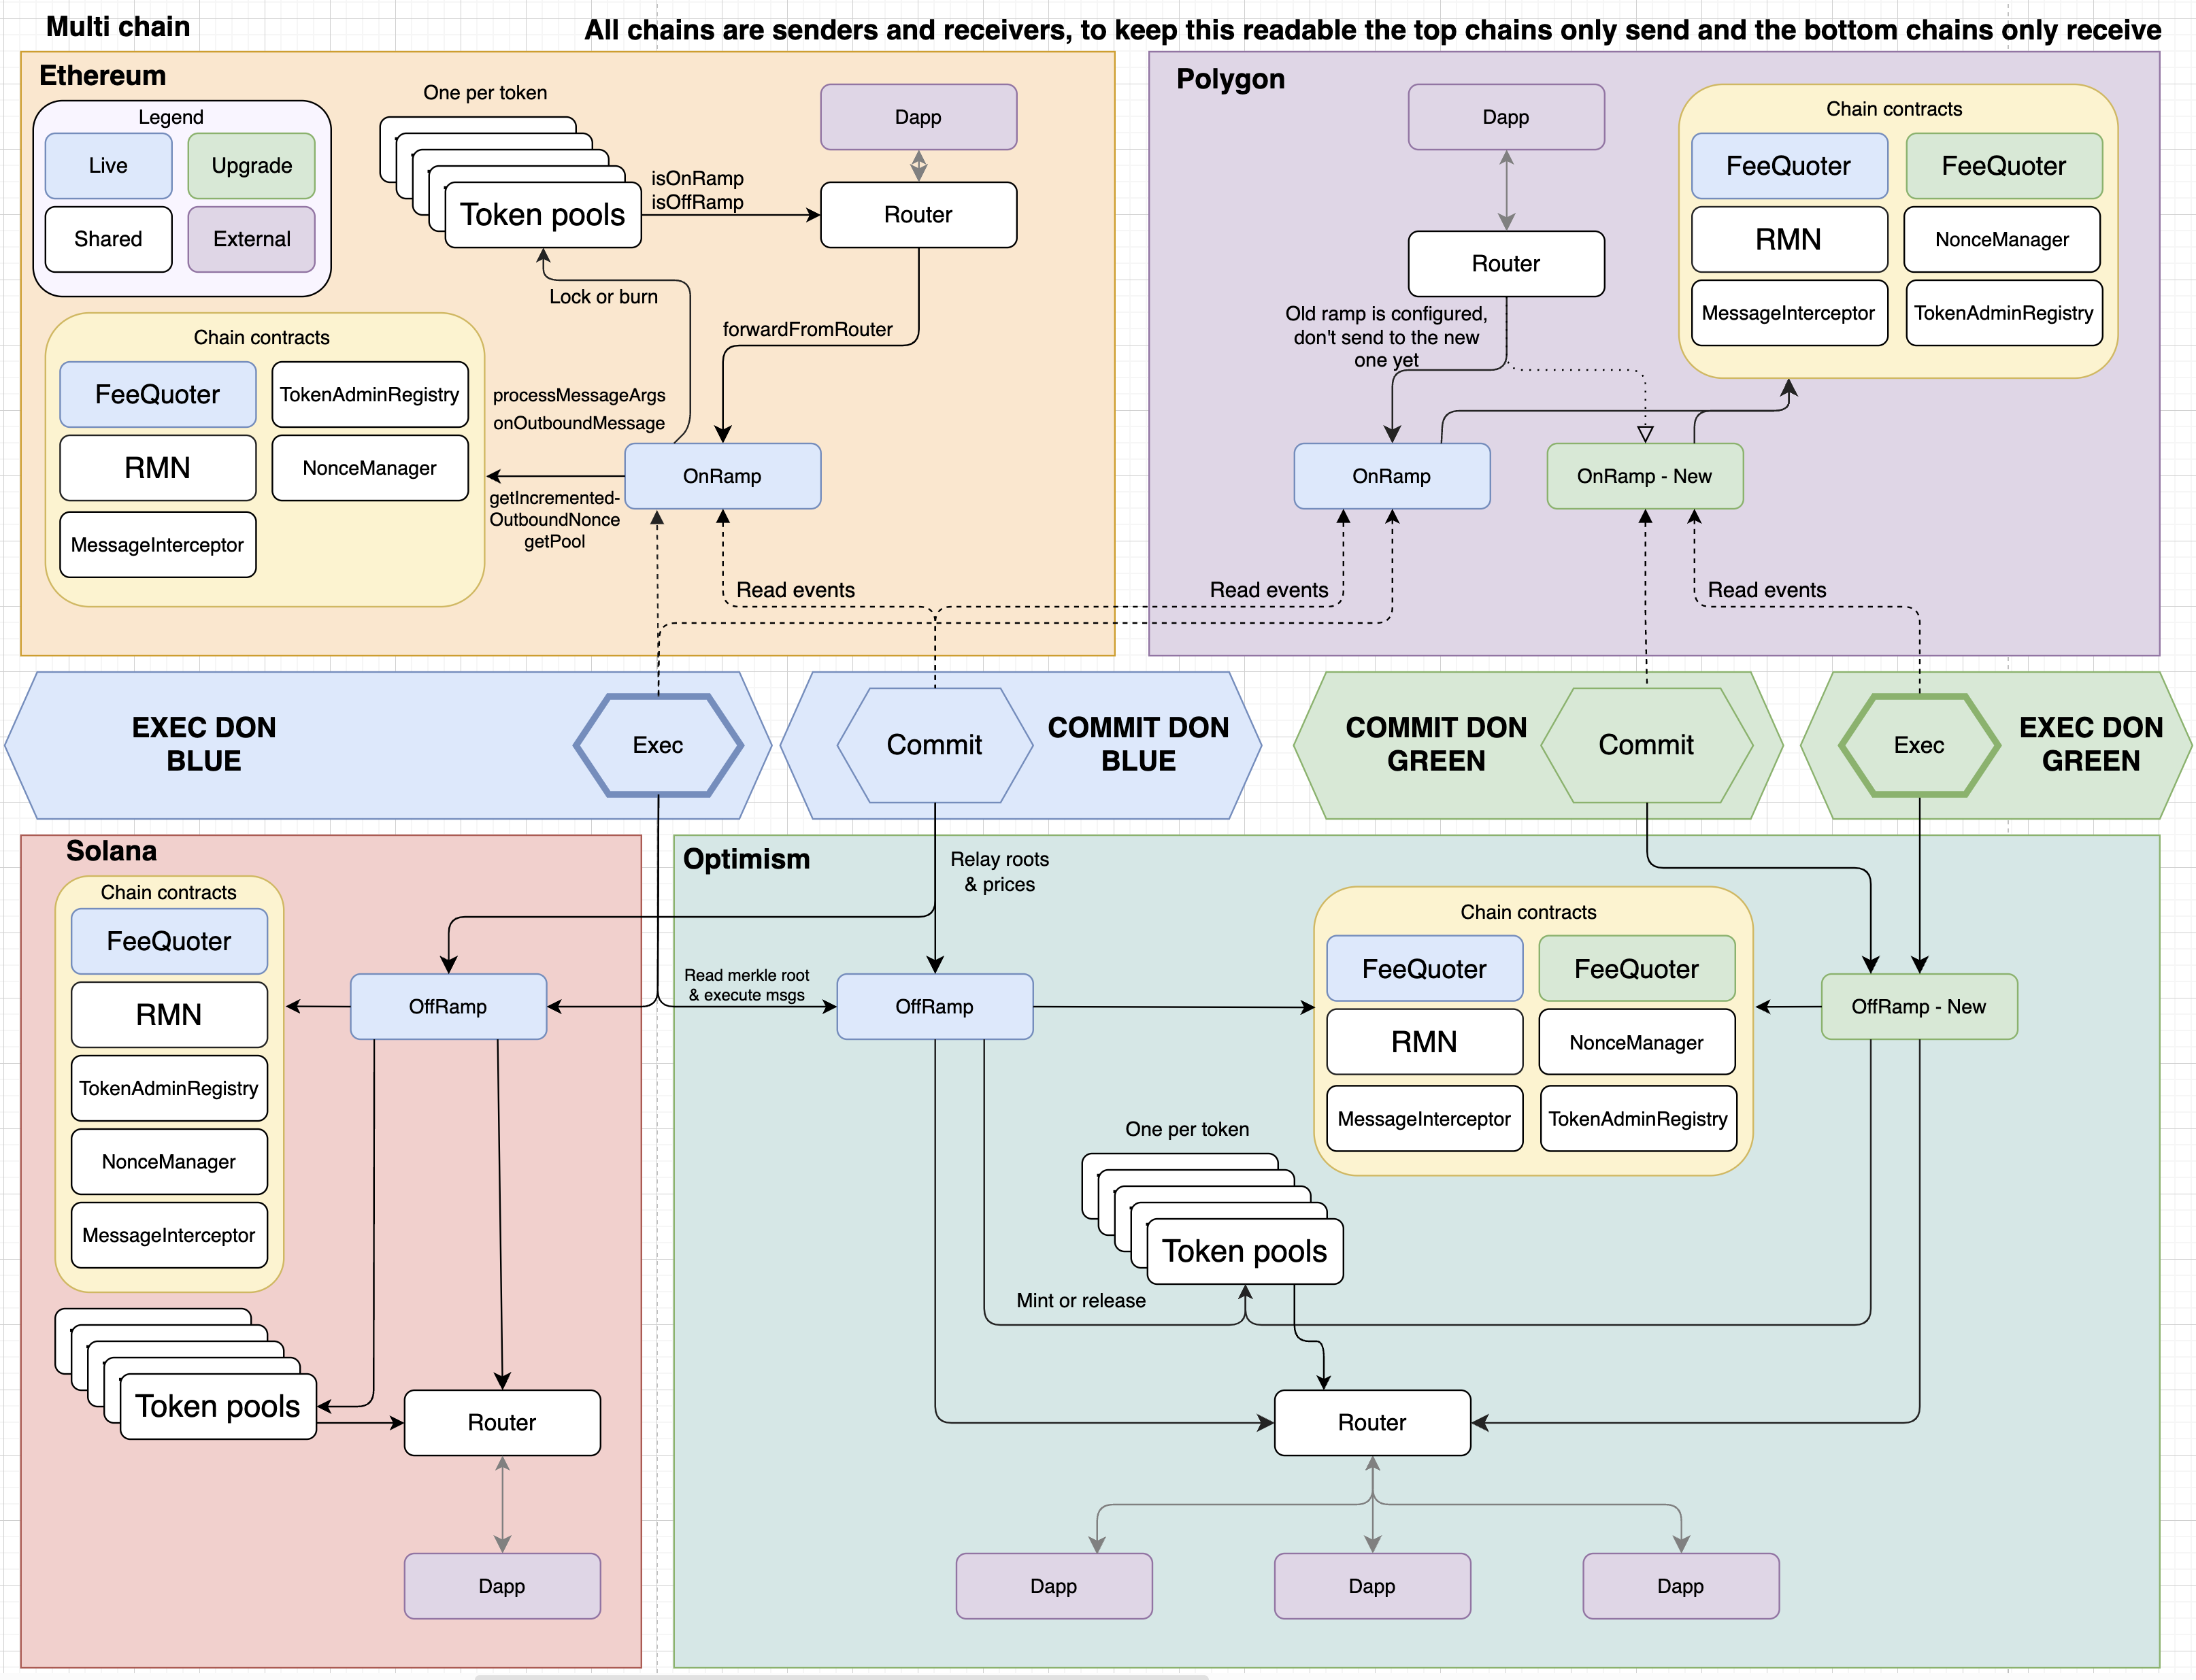 Multi chain
All chains are senders and receivers, to keep this readable the top chains only send and the bottom chains only receive
Ethereum
Legend
Live
Upgrade
Shared
External
One per token
Token pools
isOnRamp
isOffRamp
Dapp
Router
Lock or burn
forwardFromRouter
Chain contracts
FeeQuoter
TokenAdminRegistry
RMN
NonceManager
MessageInterceptor
processMessageArgs
onOutboundMessage
getIncremented-
OutboundNonce
getPool
OnRamp
Read events
Polygon
Dapp
Router
Old ramp is configured,
don't send to the new
one yet
Chain contracts
FeeQuoter
FeeQuoter
RMN
NonceManager
MessageInterceptor
TokenAdminRegistry
OnRamp
OnRamp - New
Read events
Read events
EXEC DON
BLUE
Exec
Commit
COMMIT DON
BLUE
COMMIT DON
GREEN
Commit
Exec
EXEC DON
GREEN
Solana
Chain contracts
FeeQuoter
RMN
TokenAdminRegistry
NonceManager
MessageInterceptor
OffRamp
Token pools
Router
Dapp
Optimism
Relay roots
& prices
Read merkle root
& execute msgs
OffRamp
Chain contracts
FeeQuoter
FeeQuoter
RMN
NonceManager
MessageInterceptor
TokenAdminRegistry
OffRamp - New
One per token
Token pools
Mint or release
Router
Dapp
Dapp
Dapp